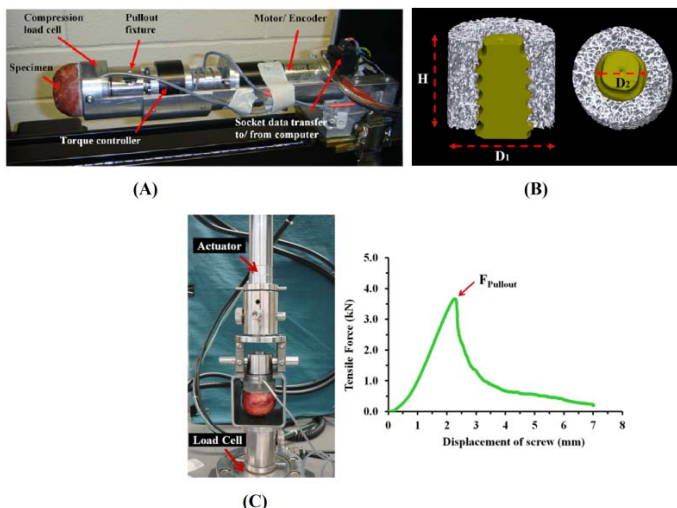 Compression
load cell
Pullout
fixture
Motor/ Encoder
Specimen
Torque controller
Socket data transfer
to/ from computer
(A)
H
D1
D2
(B)
Actuator
Load Cell
(C)
5.0
4.0
3.0
2.0
1.0
0.0
Tensile Force (kN)
FPullout
0 1 2 3 4 5 6 7 8
Displacement of screw (mm)